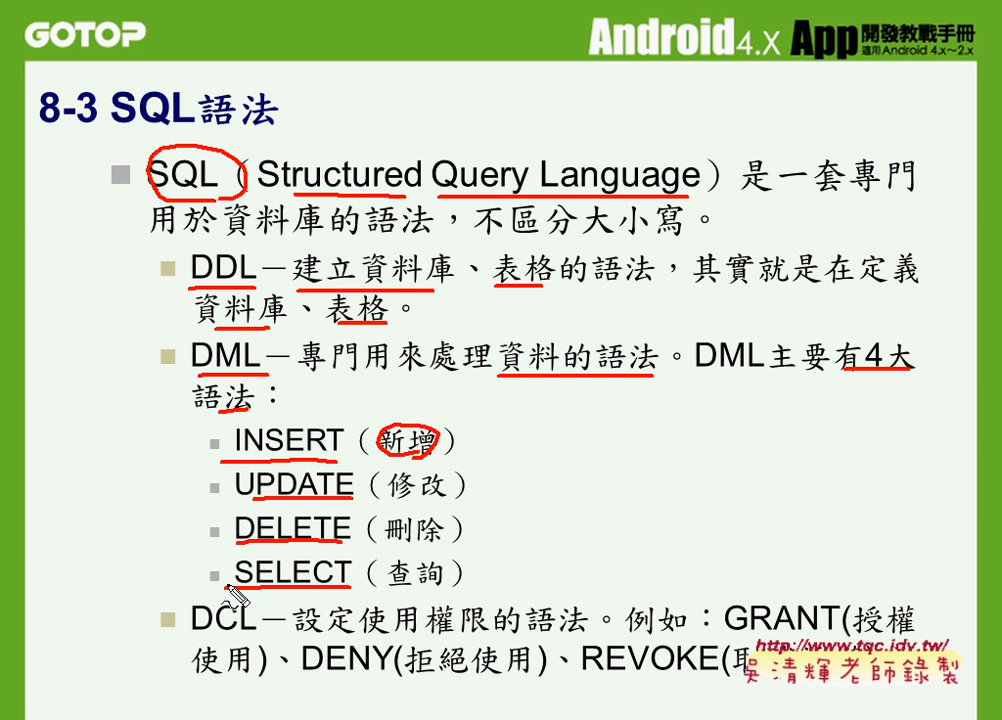 GOTOP
Android 4.x App 開發教戰手冊
適用Android 4.x～2.x
8-3 SQL語法
SQL（Structured Query Language）是一套專門
用於資料庫的語法，不區分大小寫。
DDL－建立資料庫、表格的語法，其實就是在定義
資料庫、表格。
DML－專門用來處理資料的語法。DML主要有4大
語法：
INSERT（新增）
UPDATE（修改）
DELETE（刪除）
SELECT（查詢）
DCL－設定使用權限的語法。例如：GRANT(授權
使用)、DENY(拒絕使用)、REVOKE(
http://www.tqc.idv.tw/
吳清輝老師錄製